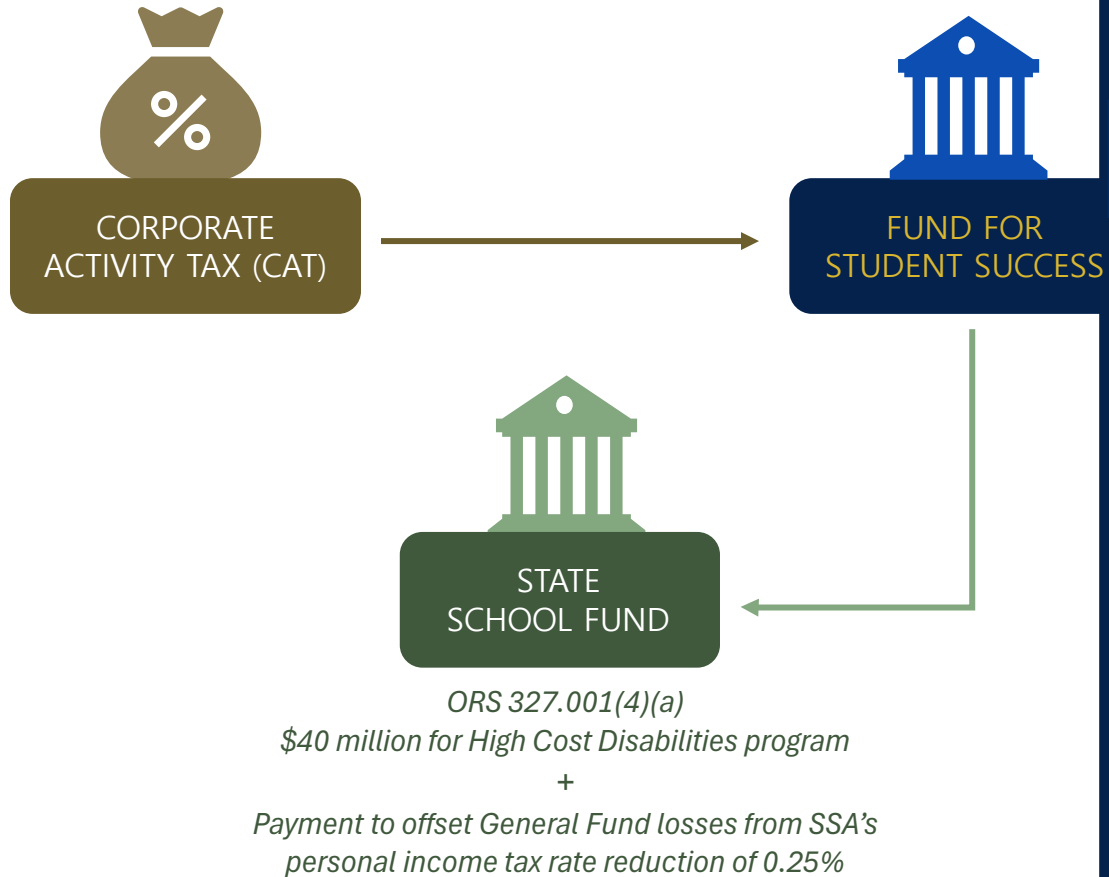 %
CORPORATE
ACTIVITY TAX (CAT)
FUND FOR
STUDENT SUCCESS
STATE
SCHOOL FUND
ORS 327.001(4)(a)
$40 million for High Cost Disabilities program
+
Payment to offset General Fund losses from SSA’s
personal income tax rate reduction of 0.25%